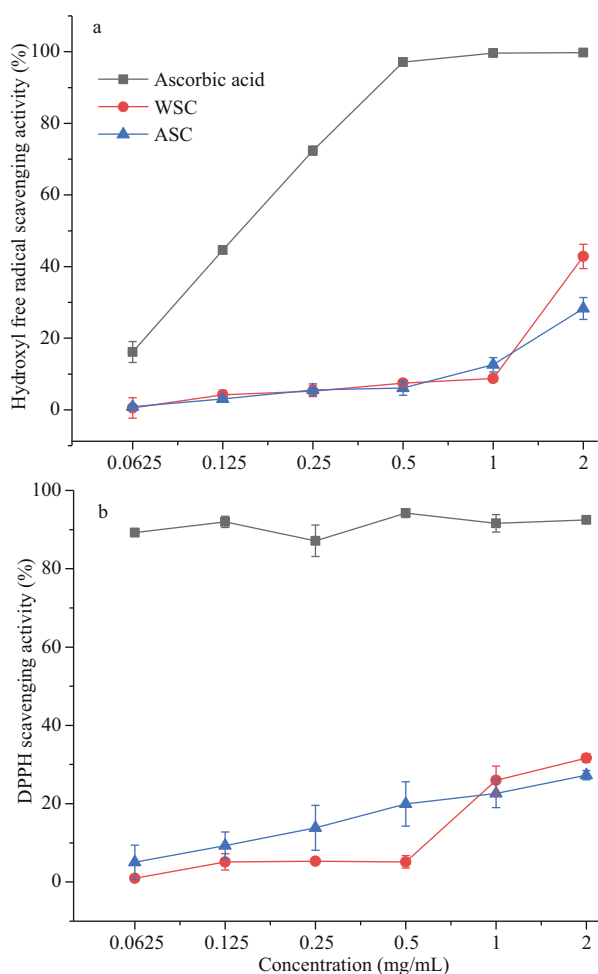 a
Hydroxyl free radical scavenging activity (%)
100
80
60
40
20
0
Ascorbic acid
WSC
ASC
0.0625 0.125 0.25 0.5 1 2
b
DPPH scavenging activity (%)
100
80
60
40
20
0
0.0625 0.125 0.25 0.5 1 2
Concentration (mg/mL)